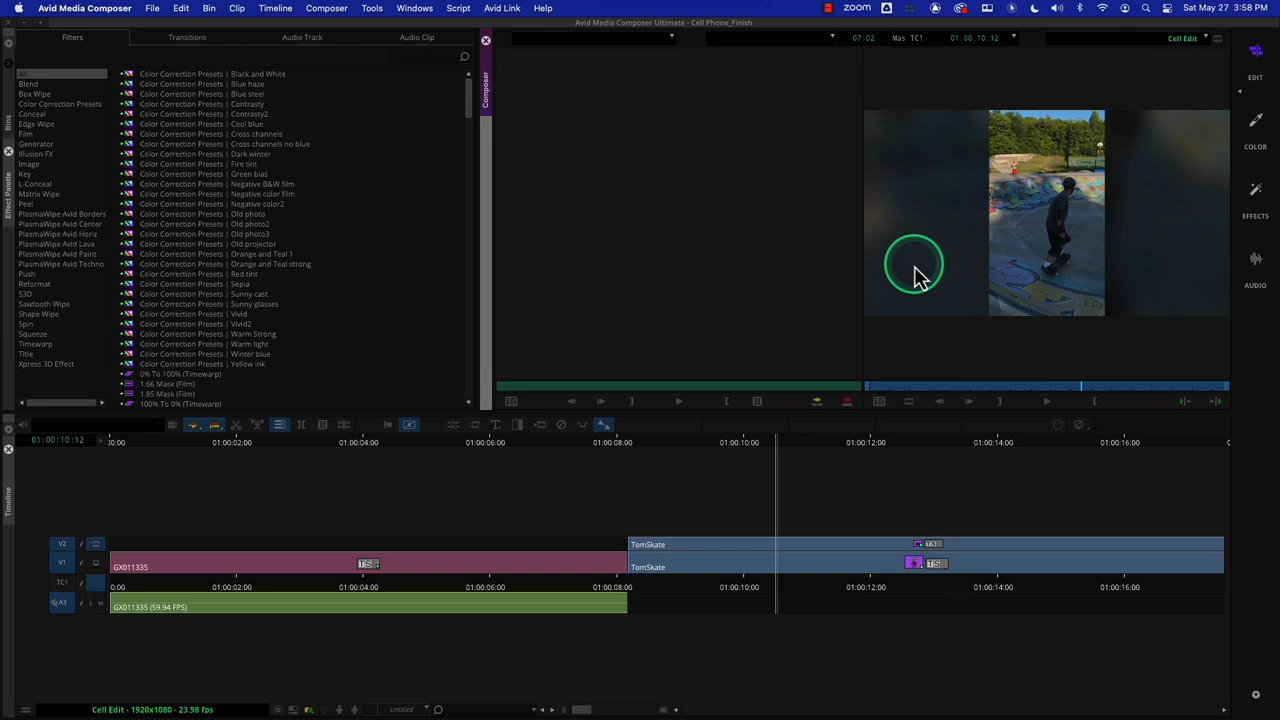 Avid Media Composer File Edit Bin Clip Timeline Composer Tools Windows Script Avid Link Help zoom Sat May 27 3:58 PM
Avid Media Composer Ultimate - Cell Phone_Finish
Filters Transitions Audio Track Audio Clip
07:02 Mas TC1 01:00:10:12 Cell Edit
All
Blend
Box Wipe
Color Correction Presets
Conceal
Edge Wipe
Film
Generator
Illusion FX
Image
Key
L-Conceal
Matrix Wipe
Peel
PlasmaWipe Avid Borders
PlasmaWipe Avid Center
PlasmaWipe Avid Horiz
PlasmaWipe Avid Lava
PlasmaWipe Avid Paint
PlasmaWipe Avid Techno
Push
Reformat
S3D
Sawtooth Wipe
Shape Wipe
Spin
Squeeze
Timewarp
Title
Xpress 3D Effect
Color Correction Presets | Black and White
Color Correction Presets | Blue haze
Color Correction Presets | Blue steel
Color Correction Presets | Contrasty
Color Correction Presets | Contrasty2
Color Correction Presets | Cool blue
Color Correction Presets | Cross channels
Color Correction Presets | Cross channels no blue
Color Correction Presets | Dark winter
Color Correction Presets | Fire tint
Color Correction Presets | Green bias
Color Correction Presets | Negative B&W film
Color Correction Presets | Negative color film
Color Correction Presets | Negative color2
Color Correction Presets | Old photo
Color Correction Presets | Old photo2
Color Correction Presets | Old photo3
Color Correction Presets | Old projector
Color Correction Presets | Orange and Teal 1
Color Correction Presets | Orange and Teal strong
Color Correction Presets | Red tint
Color Correction Presets | Sepia
Color Correction Presets | Sunny cast
Color Correction Presets | Sunny glasses
Color Correction Presets | Vivid
Color Correction Presets | Vivid2
Color Correction Presets | Warm Strong
Color Correction Presets | Warm light
Color Correction Presets | Winter blue
Color Correction Presets | Yellow ink
0% To 100% (Timewarp)
1.66 Mask (Film)
1.85 Mask (Film)
100% To 0% (Timewarp)
Bins
Effect Palette
Composer
EDIT
COLOR
EFFECTS
AUDIO
Timeline
01:00:10:12 :0:00 01:00:02:00 01:00:04:00 01:00:06:00 01:00:08:00 01:00:10:00 01:00:12:00 01:00:14:00 01:00:16:00
V2 TomSkate TS
V1 GX011335 TS TomSkate TS
TC1 0:00 01:00:02:00 01:00:04:00 01:00:06:00 01:00:08:00 01:00:10:00 01:00:12:00 01:00:14:00 01:00:16:00
A3 S M GX011335 (59.94 FPS)
Cell Edit - 1920x1080 - 23.98 fps Untitled